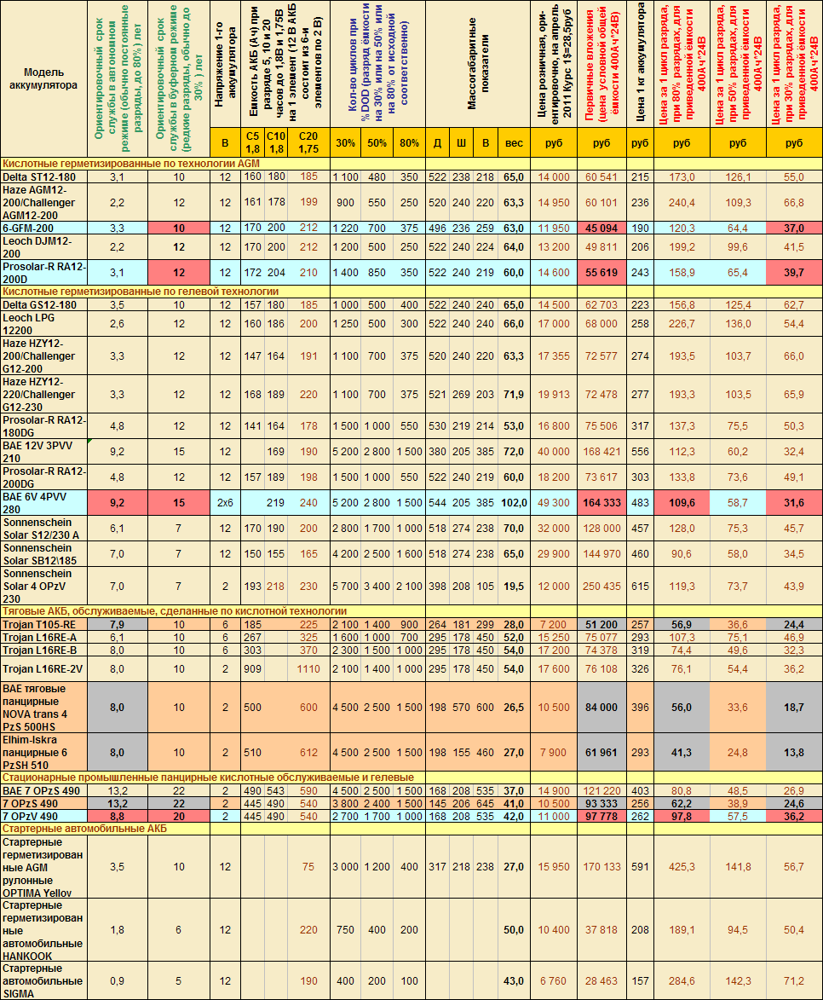 Модель
аккумулятора
Ориентировочный срок
службы в автономном
режиме (обычно постоянные
разряды, до 80%) лет
Ориентировочный срок
службы в буферном режиме
(редкие разряды, обычно до
30% ) лет
Напряжение 1-го
аккумулятора
Емкость АКБ (А·ч) при
разряде 5, 10 и 20
часов до 1,8В и 1,75В
на 1 элемент (12 В АКБ
состоит из 6-и
элементов по 2 В)
Кол-во циклов при
%DOD (разряд ёмкости
на 30% или на 50% или
на 80% от исходной
соответственно)
Массогабаритные
показатели
Цена розничная, ори-
ентировочно, на апрель
2011 Курс 1$=28,5руб
Первичные вложения
(цена условной общей
ёмкости 400Ач*24В)
Цена 1 кг аккумулятора
Цена за 1 цикл разряда,
при 80% разрядах, для
приведенной ёмкости
400Ач*24В
Цена за 1 цикл разряда,
при 50% разрядах, для
приведенной ёмкости
400Ач*24В
Цена за 1 цикл разряда,
при 30% разрядах, для
приведенной ёмкости
400Ач*24В
В C5 1,8 C10 1,8 C20 1,75 30% 50% 80% Д Ш В вес руб руб руб руб руб руб
Кислотные герметизированные по технологии AGM
Delta ST12-180 3,1 10 12 160 180 185 1 100 480 350 522 238 218 65,0 14 000 60 541 215 173,0 126,1 55,0
Haze AGM12-
200/Challenger
AGM12-200 2,2 12 12 161 178 199 900 550 250 520 240 220 63,3 14 950 60 101 236 240,4 109,3 66,8
6-GFM-200 3,3 10 12 170 200 212 1 220 700 375 496 236 259 63,0 11 950 45 094 190 120,3 64,4 37,0
Leoch DJM12-
200 2,2 12 12 170 200 212 1 200 500 250 522 240 224 64,0 13 200 49 811 206 199,2 99,6 41,5
Prosolar-R RA12-
200D 3,1 12 12 172 204 210 1 400 850 350 522 240 219 60,0 14 600 55 619 243 158,9 65,4 39,7
Кислотные герметизированные по гелевой технологии
Delta GS12-180 3,5 10 12 157 180 185 1 000 500 400 522 240 240 65,0 14 500 62 703 223 156,8 125,4 62,7
Leoch LPG
12200 2,6 12 12 160 186 200 1 250 500 300 522 240 240 66,0 17 000 68 000 258 226,7 136,0 54,4
Haze HZY12-
200/Challenger
G12-200 3,3 12 12 147 164 191 1 100 700 375 520 240 220 63,3 17 355 72 577 274 193,5 103,7 66,0
Haze HZY12-
220/Challenger
G12-230 3,3 12 12 168 189 220 1 100 700 375 521 269 203 71,9 19 913 72 478 277 193,3 103,5 65,9
Prosolar-R RA12-
180DG 4,8 12 12 141 164 178 1 500 1 000 550 530 219 214 53,0 16 800 75 506 317 137,3 75,5 50,3
BAE 12V 3PVV
210 9,2 15 12 169 190 5 200 2 800 1 500 380 205 385 72,0 40 000 168 421 556 112,3 60,2 32,4
Prosolar-R RA12-
200DG 4,8 12 12 157 189 198 1 500 1 000 550 522 240 219 60,0 18 200 73 617 303 133,8 73,6 49,1
BAE 6V 4PVV
280 9,2 15 2x6 219 240 5 200 2 800 1 500 544 205 385 102,0 49 300 164 333 483 109,6 58,7 31,6
Sonnenschein
Solar S12/230 A 6,1 7 12 170 190 200 2 800 1 700 1 000 518 274 238 70,0 32 000 128 000 457 128,0 75,3 45,7
Sonnenschein
Solar SB12\185 7,0 7 12 150 155 165 4 200 2 500 1 600 518 274 238 65,0 29 900 144 970 460 90,6 58,0 34,5
Sonnenschein
Solar 4 OPzV
230 7,0 7 2 193 218 230 5 700 3 400 2 100 398 208 105 19,5 12 000 250 435 615 119,3 73,7 43,9
Тяговые АКБ, обслуживаемые, сделанные по кислотной технологии
Trojan T105-RE 7,9 10 6 185 225 2 100 1 400 900 264 181 299 28,0 7 200 51 200 257 56,9 36,6 24,4
Trojan L16RE-A 6,1 10 6 267 325 1 600 1 000 700 295 178 450 52,0 15 250 75 077 293 107,3 75,1 46,9
Trojan L16RE-B 8,0 10 6 303 370 2 300 1 500 1 000 295 178 450 54,0 17 200 74 378 319 74,4 49,6 32,3
Trojan L16RE-2V 8,0 10 2 909 1110 2 100 1 400 1 000 295 178 450 54,0 17 600 76 108 326 76,1 54,4 36,2
BAE тяговые
панцирные
NOVA trans 4
PzS 500HS 8,0 10 2 500 600 4 500 2 500 1 500 198 570 600 26,5 10 500 84 000 396 56,0 33,6 18,7
Elhim-Iskra
панцирные 6
PzSH 510 8,0 10 2 510 612 4 500 2 500 1 500 198 155 460 27,0 7 900 61 961 293 41,3 24,8 13,8
Стационарные промышленные панцирные кислотные обслуживаемые и гелевые
BAE 7 OPzS 490 13,2 22 2 490 543 590 4 500 2 500 1 500 168 208 535 37,0 14 900 121 220 403 80,8 48,5 26,9
7 OPzS 490 13,2 22 2 445 490 540 3 800 2 400 1 500 145 206 645 41,0 10 500 93 333 256 62,2 38,9 24,6
7 OPzV 490 8,8 20 2 445 490 540 2 700 1 700 1 000 168 208 535 42,0 11 000 97 778 262 97,8 57,5 36,2
Стартерные автомобильные АКБ
Стартерные
герметизирован
ные AGM
рулонные
OPTIMA Yellov 3,5 10 12 75 3 000 1 200 400 317 218 238 27,0 15 950 170 133 591 425,3 141,8 56,7
Стартерные
герметизирован
ные
автомобильные
HANKOOK 1,8 6 12 220 750 400 200 50,0 10 400 37 818 208 189,1 94,5 50,4
Стартерные
автомобильные
SIGMA 0,9 5 12 190 400 200 100 43,0 6 760 28 463 157 284,6 142,3 71,2